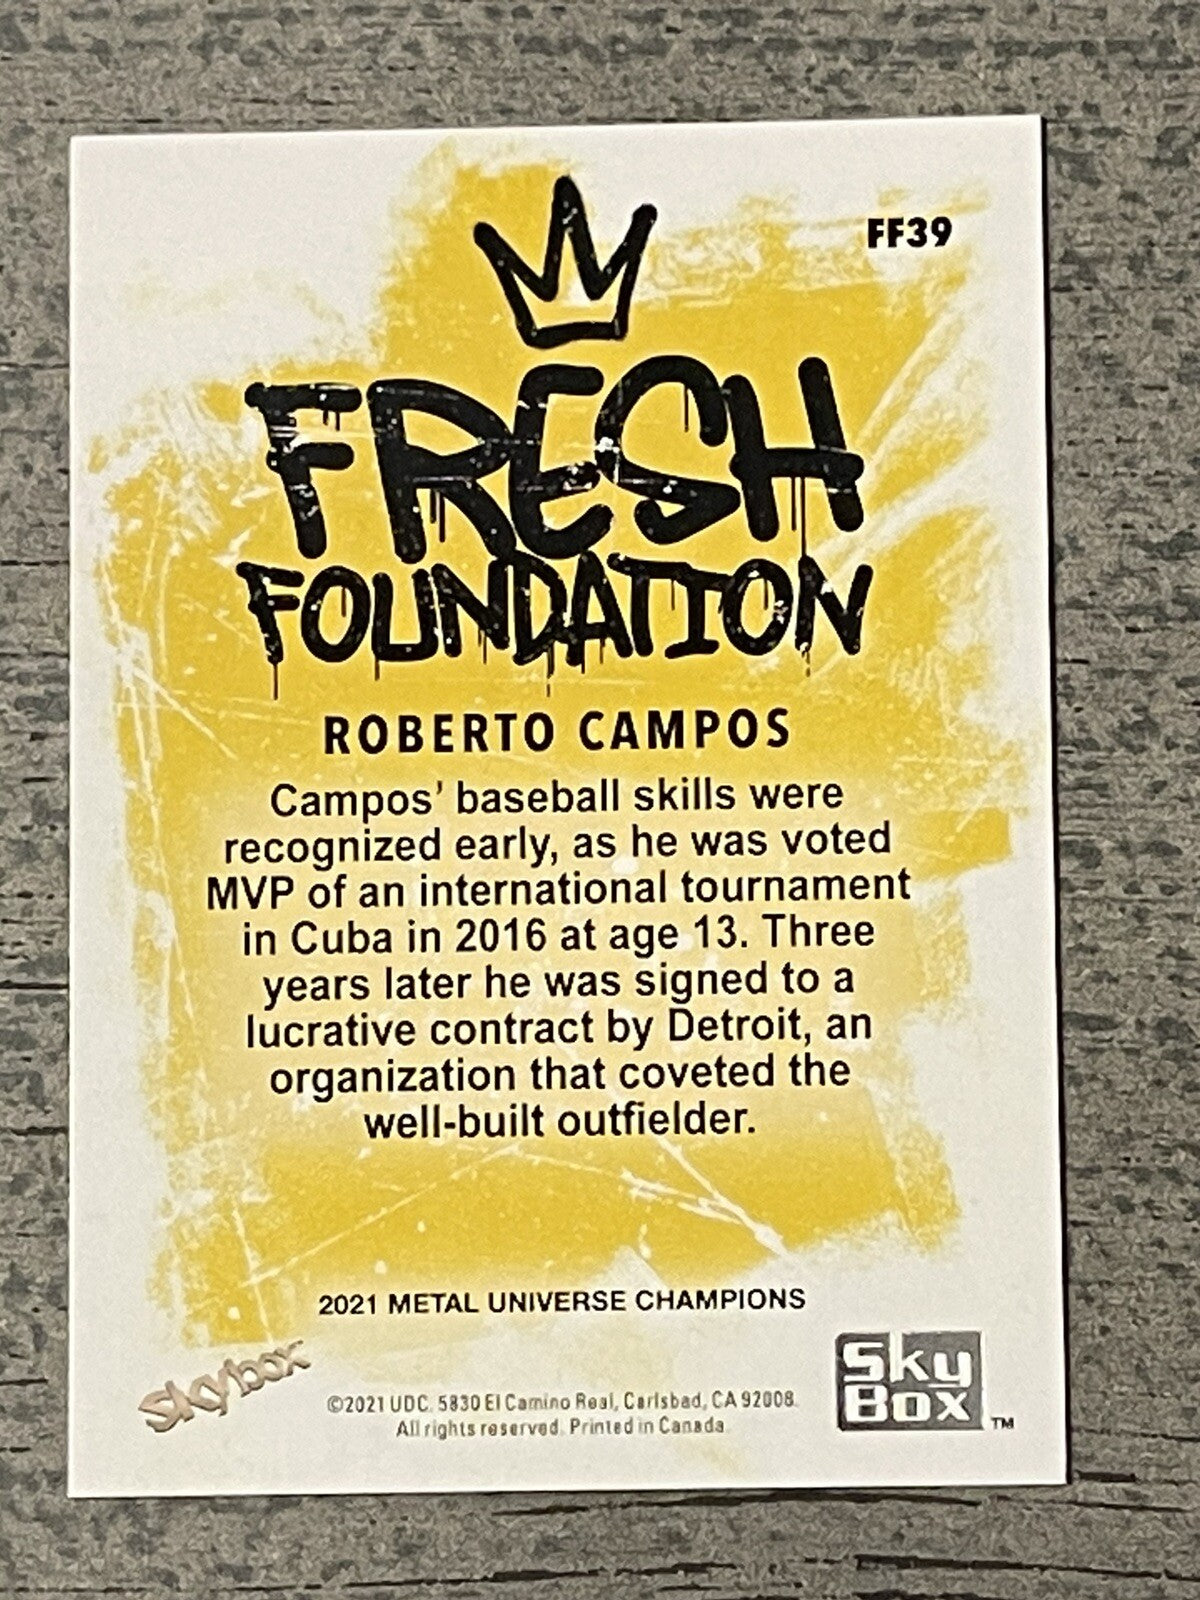 FF39
FRESH
FOUNDATION
ROBERTO CAMPOS
Campos' baseball skills were
recognized early, as he was voted
MVP of an international tournament
in Cuba in 2016 at age 13. Three
years later he was signed to a
lucrative contract by Detroit, an
organization that coveted the
well-built outfielder.
2021 METAL UNIVERSE CHAMPIONS
Skybox
©2021 UDC. 5830 El Camino Real, Carlsbad, CA 92008.
All rights reserved. Printed in Canada.
Sky
Box TM